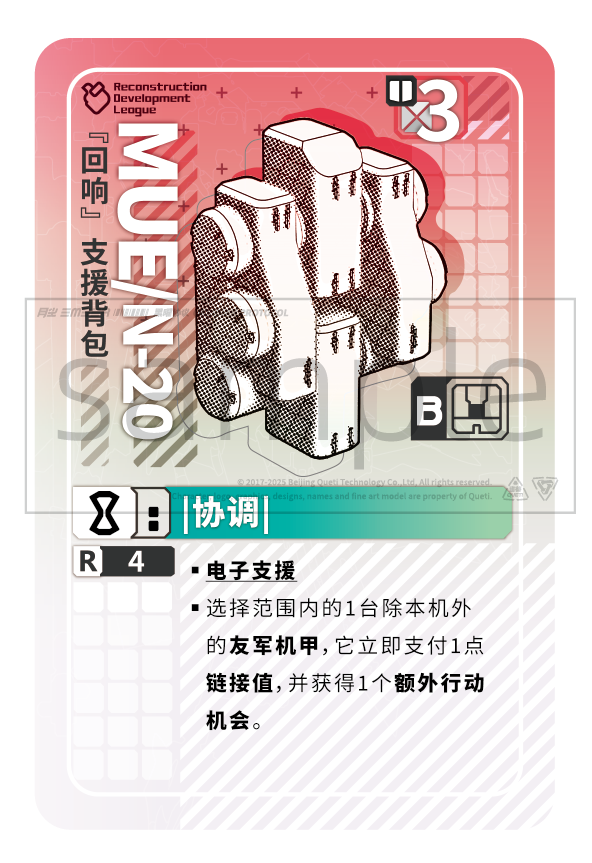 Reconstruction
Development
League
3
『回响』支援背包
MUE/N-20
B
sample
© 2017-2025 Beijing Queti Technology Co.,Ltd. All rights reserved.
designs, names and fine art model are property of Queti.
|协调|
R 4
▪ 电子支援
▪ 选择范围内的1台除本机外
的友军机甲，它立即支付1点
链接值，并获得1个额外行动
机会。